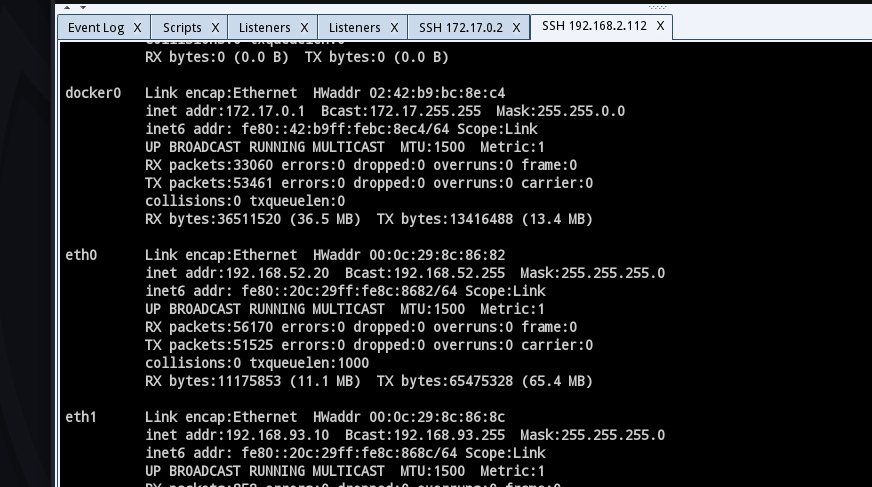 Event Log X Scripts X Listeners X Listeners X SSH 172.17.0.2 X SSH 192.168.2.112 X
collisions:0 txqueuelen:0
RX bytes:0 (0.0 B)  TX bytes:0 (0.0 B)
docker0   Link encap:Ethernet  HWaddr 02:42:b9:bc:8e:c4
inet addr:172.17.0.1  Bcast:172.17.255.255  Mask:255.255.0.0
inet6 addr: fe80::42:b9ff:febc:8ec4/64 Scope:Link
UP BROADCAST RUNNING MULTICAST  MTU:1500  Metric:1
RX packets:33060 errors:0 dropped:0 overruns:0 frame:0
TX packets:53461 errors:0 dropped:0 overruns:0 carrier:0
collisions:0 txqueuelen:0
RX bytes:36511520 (36.5 MB)  TX bytes:13416488 (13.4 MB)
eth0      Link encap:Ethernet  HWaddr 00:0c:29:8c:86:82
inet addr:192.168.52.20  Bcast:192.168.52.255  Mask:255.255.255.0
inet6 addr: fe80::20c:29ff:fe8c:8682/64 Scope:Link
UP BROADCAST RUNNING MULTICAST  MTU:1500  Metric:1
RX packets:56170 errors:0 dropped:0 overruns:0 frame:0
TX packets:51525 errors:0 dropped:0 overruns:0 carrier:0
collisions:0 txqueuelen:1000
RX bytes:11175853 (11.1 MB)  TX bytes:65475328 (65.4 MB)
eth1      Link encap:Ethernet  HWaddr 00:0c:29:8c:86:8c
inet addr:192.168.93.10  Bcast:192.168.93.255  Mask:255.255.255.0
inet6 addr: fe80::20c:29ff:fe8c:868c/64 Scope:Link
UP BROADCAST RUNNING MULTICAST  MTU:1500  Metric:1
errors:0 dropped:0 overruns:0 frame:0